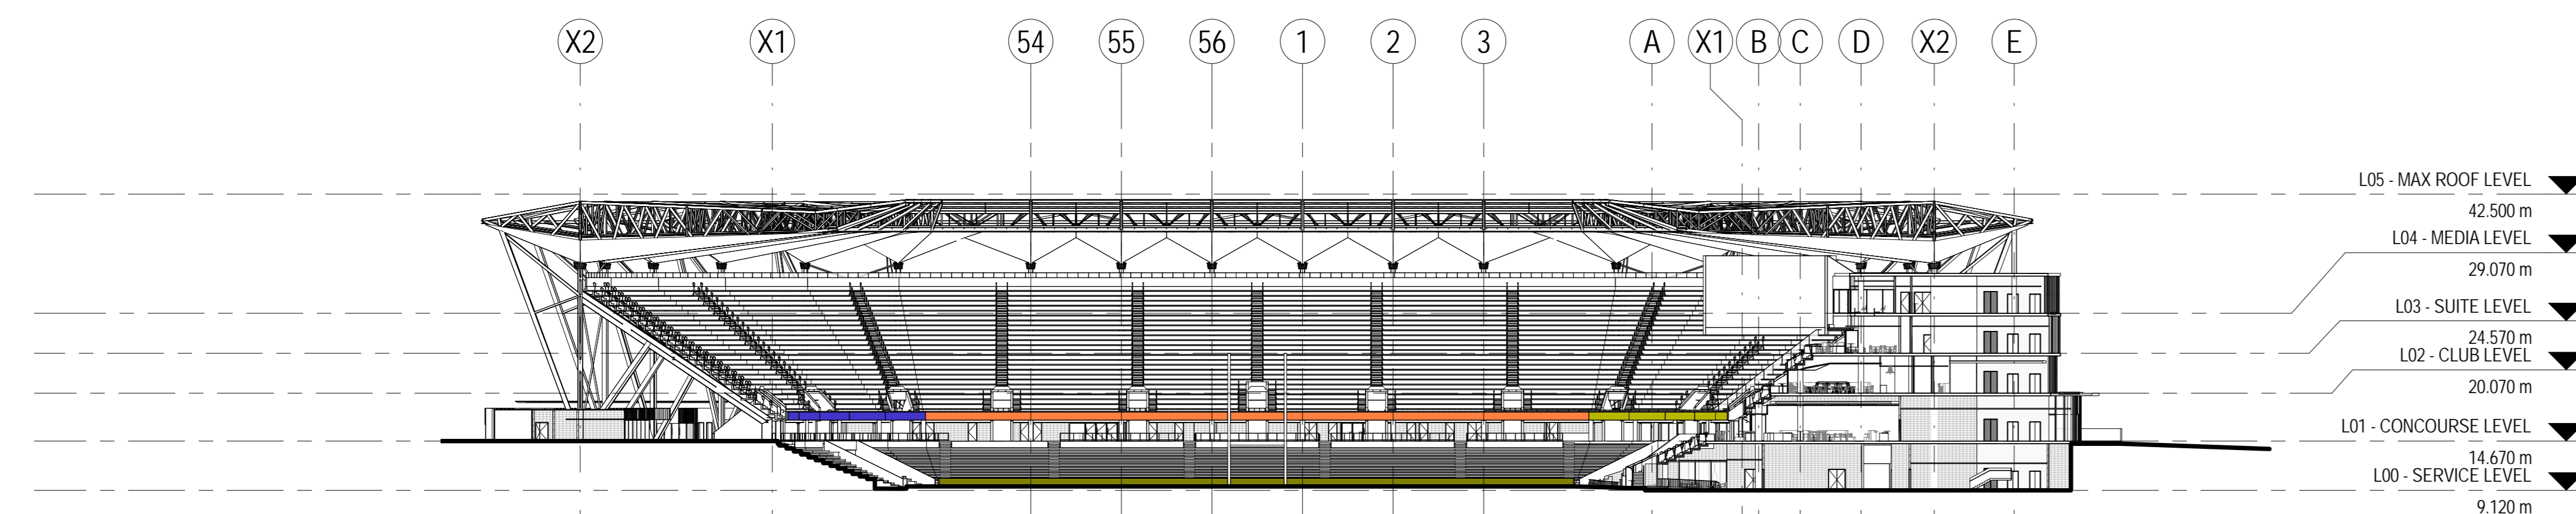 X2 X1 54 55 56 1 2 3 A X1 B C D X2 E
L05 - MAX ROOF LEVEL
42.500 m
L04 - MEDIA LEVEL
29.070 m
L03 - SUITE LEVEL
24.570 m
L02 - CLUB LEVEL
20.070 m
L01 - CONCOURSE LEVEL
14.670 m
L00 - SERVICE LEVEL
9.120 m